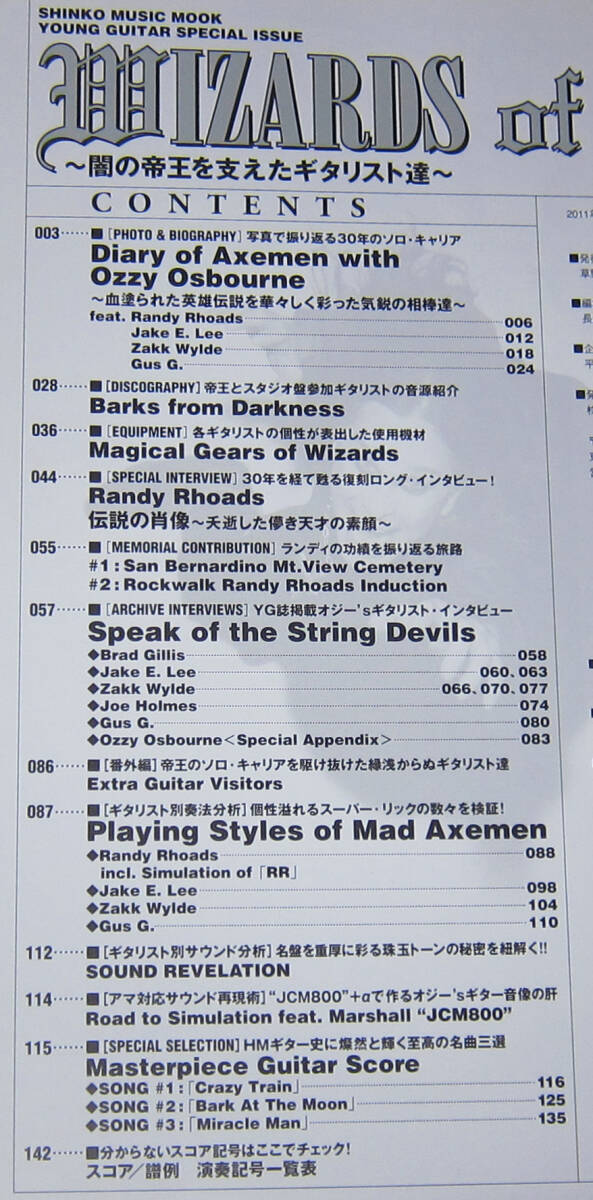 SHINKO MUSIC MOOK
YOUNG GUITAR SPECIAL ISSUE
WIZARDS of
～闇の帝王を支えたギタリスト達～
CONTENTS
003……■［PHOTO & BIOGRAPHY］写真で振り返る30年のソロ・キャリア
Diary of Axemen with
Ozzy Osbourne
～血塗られた英雄伝説を華々しく彩った気鋭の相棒達～
feat. Randy Rhoads 006
Jake E. Lee 012
Zakk Wylde 018
Gus G. 024
028……■［DISCOGRAPHY］帝王とスタジオ盤参加ギタリストの音源紹介
Barks from Darkness
036……■［EQUIPMENT］各ギタリストの個性が表出した使用機材
Magical Gears of Wizards
044……■［SPECIAL INTERVIEW］30年を経て甦る復刻ロング・インタビュー！
Randy Rhoads
伝説の肖像～夭逝した儚き天才の素顔～
055……■［MEMORIAL CONTRIBUTION］ランディの功績を振り返る旅路
#1：San Bernardino Mt.View Cemetery
#2：Rockwalk Randy Rhoads Induction
057……■［ARCHIVE INTERVIEWS］YG誌掲載オジー'sギタリスト・インタビュー
Speak of the String Devils
◆Brad Gillis 058
◆Jake E. Lee 060、063
◆Zakk Wylde 066、070、077
◆Joe Holmes 074
◆Gus G. 080
◆Ozzy Osbourne＜Special Appendix＞ 083
086……■［番外編］帝王のソロ・キャリアを駆け抜けた縁浅からぬギタリスト達
Extra Guitar Visitors
087……■［ギタリスト別奏法分析］個性溢れるスーパー・リックの数々を検証！
Playing Styles of Mad Axemen
◆Randy Rhoads 088
incl. Simulation of「RR」
◆Jake E. Lee 098
◆Zakk Wylde 104
◆Gus G. 110
112……■［ギタリスト別サウンド分析］名盤を重厚に彩る珠玉トーンの秘密を紐解く!!
SOUND REVELATION
114……■［アマ対応サウンド再現術］“JCM800”+αで作るオジー'sギター音像の肝
Road to Simulation feat. Marshall “JCM800”
115……■［SPECIAL SELECTION］HMギター史に燦然と輝く至高の名曲三選
Masterpiece Guitar Score
◆SONG #1：「Crazy Train」 116
◆SONG #2：「Bark At The Moon」 125
◆SONG #3：「Miracle Man」 135
142……■分からないスコア記号はここでチェック！
スコア／譜例 演奏記号一覧表
2011
■発
■編
長
■企
平
■発